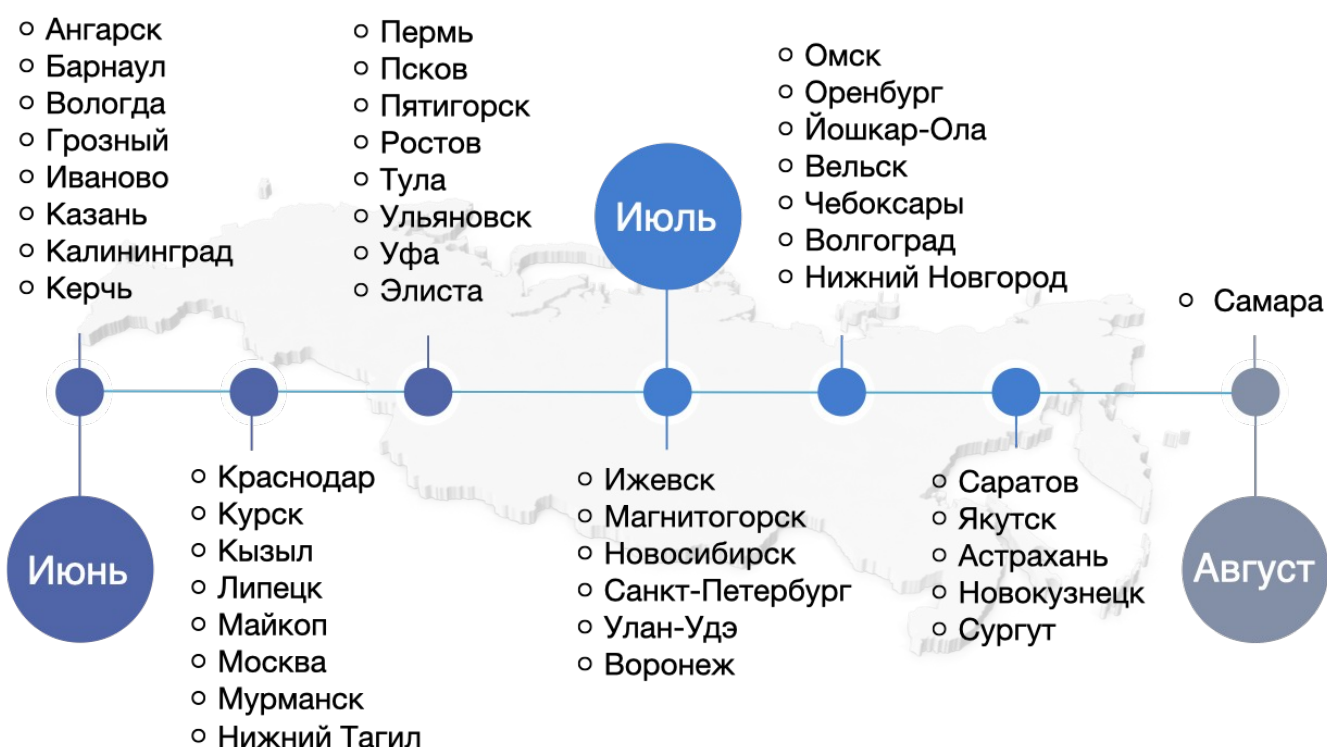 Ангарск
Барнаул
Вологда
Грозный
Иваново
Казань
Калининград
Керчь
Июнь
Краснодар
Курск
Кызыл
Липецк
Майкоп
Москва
Мурманск
Нижний Тагил
Пермь
Псков
Пятигорск
Ростов
Тула
Ульяновск
Уфа
Элиста
Июль
Ижевск
Магнитогорск
Новосибирск
Санкт-Петербург
Улан-Удэ
Воронеж
Омск
Оренбург
Йошкар-Ола
Вельск
Чебоксары
Волгоград
Нижний Новгород
Саратов
Якутск
Астрахань
Новокузнецк
Сургут
Самара
Август